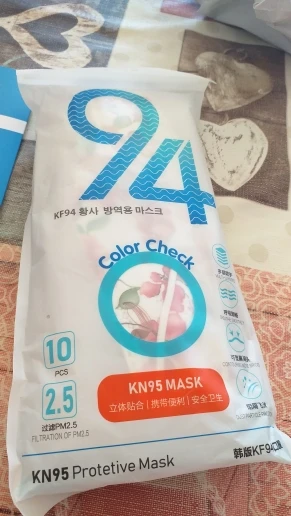 94
KF94 황사 방역용 마스크
Color Check
10
PCS
2.5
过滤PM2.5
FILTRATION OF PM2.5
KN95 MASK
立体贴合 | 携带便利 | 安全卫生
KN95 Protetive Mask
韩版KF94口罩